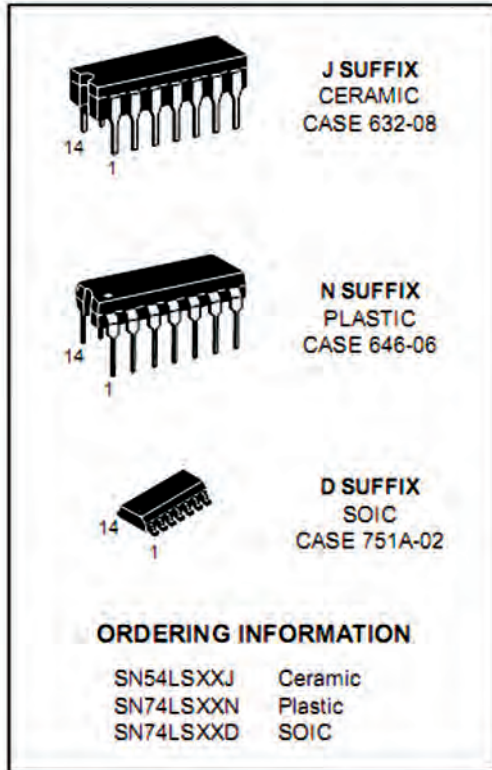 J SUFFIX
CERAMIC
CASE 632-08
14
1
N SUFFIX
PLASTIC
CASE 646-06
14
1
D SUFFIX
SOIC
CASE 751A-02
14
1
ORDERING INFORMATION
SN54LSXXJ Ceramic
SN74LSXXN Plastic
SN74LSXXD SOIC